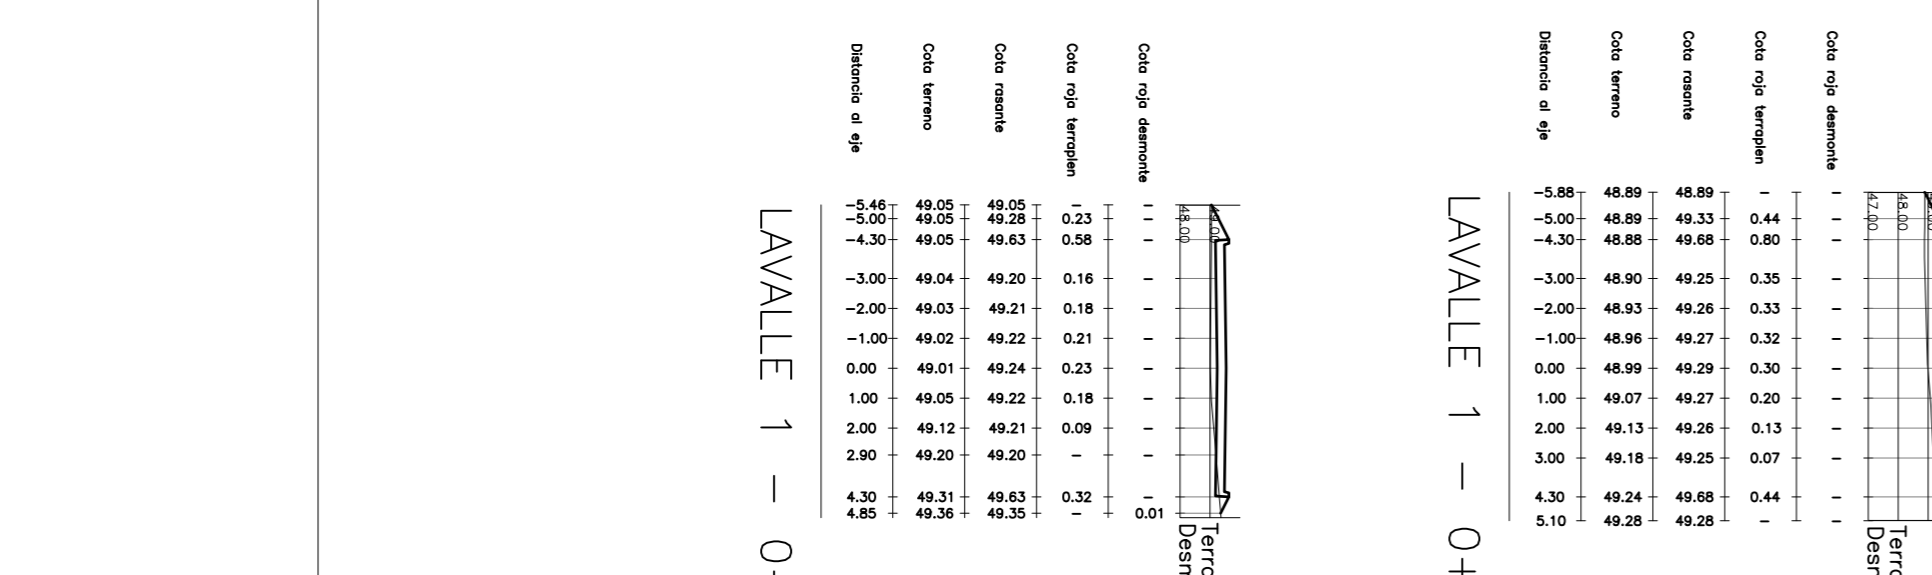 Distancia al eje
Cota terreno
Cota rasante
Cota roja terraplen
Cota roja desmonte
-5.46 49.05 49.05 - -
-5.00 49.05 49.28 0.23 -
-4.30 49.05 49.63 0.58 -
-3.00 49.04 49.20 0.16 -
-2.00 49.03 49.21 0.18 -
-1.00 49.02 49.22 0.21 -
0.00 49.01 49.24 0.23 -
1.00 49.05 49.22 0.18 -
2.00 49.12 49.21 0.09 -
2.90 49.20 49.20 - -
4.30 49.31 49.63 0.32 -
4.85 49.36 49.35 - 0.01
48.00
49.00
LAVALLE 1 - 0+
Distancia al eje
Cota terreno
Cota rasante
Cota roja terraplen
Cota roja desmonte
-5.88 48.89 48.89 - -
-5.00 48.89 49.33 0.44 -
-4.30 48.88 49.68 0.80 -
-3.00 48.90 49.25 0.35 -
-2.00 48.93 49.26 0.33 -
-1.00 48.96 49.27 0.32 -
0.00 48.99 49.29 0.30 -
1.00 49.07 49.27 0.20 -
2.00 49.13 49.26 0.13 -
3.00 49.18 49.25 0.07 -
4.30 49.24 49.68 0.44 -
5.10 49.28 49.28 - -
47.00
48.00
LAVALLE 1 - 0+